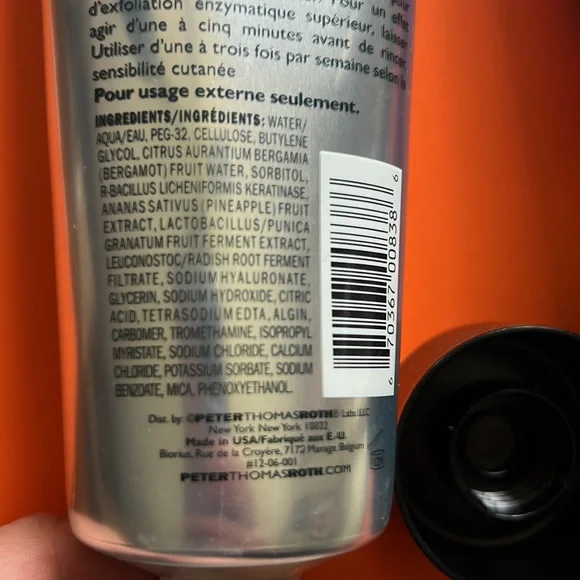 d'exfoliation enzymatique supérieur, laisser
agir d'une à cinq minutes avant de rincer.
Utiliser d'une à trois fois par semaine selon la
sensibilité cutanée
Pour usage externe seulement.
INGREDIENTS/INGRÉDIENTS: WATER/
AQUA/EAU, PEG-32, CELLULOSE, BUTYLENE
GLYCOL, CITRUS AURANTIUM BERGAMIA
(BERGAMOT) FRUIT WATER, SORBITOL,
R-BACILLUS LICHENIFORMIS KERATINASE,
ANANAS SATIVUS (PINEAPPLE) FRUIT
EXTRACT, LACTOBACILLUS/PUNICA
GRANATUM FRUIT FERMENT EXTRACT,
LEUCONOSTOC/RADISH ROOT FERMENT
FILTRATE, SODIUM HYALURONATE,
GLYCERIN, SODIUM HYDROXIDE, CITRIC
ACID, TETRASODIUM EDTA, ALGIN,
CARBOMER, TROMETHAMINE, ISOPROPYL
MYRISTATE, SODIUM CHLORIDE, CALCIUM
CHLORIDE, POTASSIUM SORBATE, SODIUM
BENZOATE, MICA, PHENOXYETHANOL.
6 70367 00838 6
Dist. by: ©PETERTHOMASROTH® Labs LLC
New York New York 10022
Made in USA/Fabriqué aux É.-U.
Biorius, Rue de la Croyère, 7170 Manage, Belgium
#12-06-001
PETERTHOMASROTH.COM